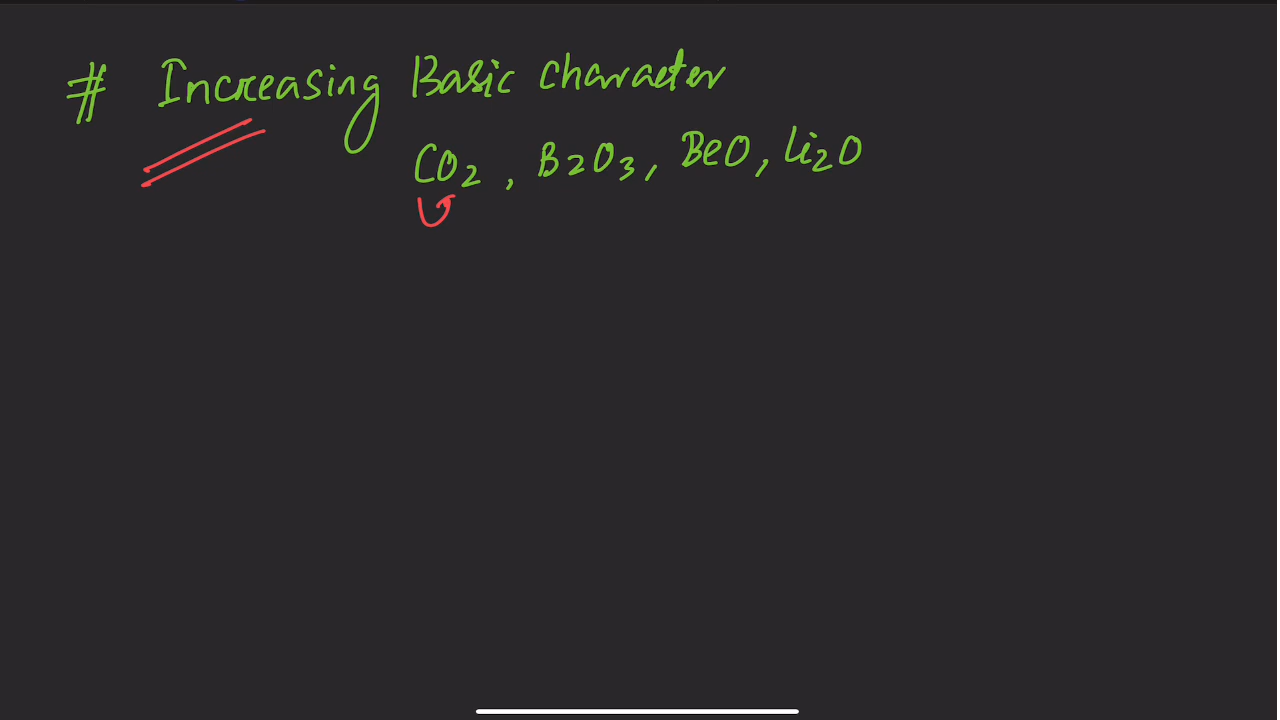 # Increasing Basic character
CO2, B2O3, BeO, Li2O